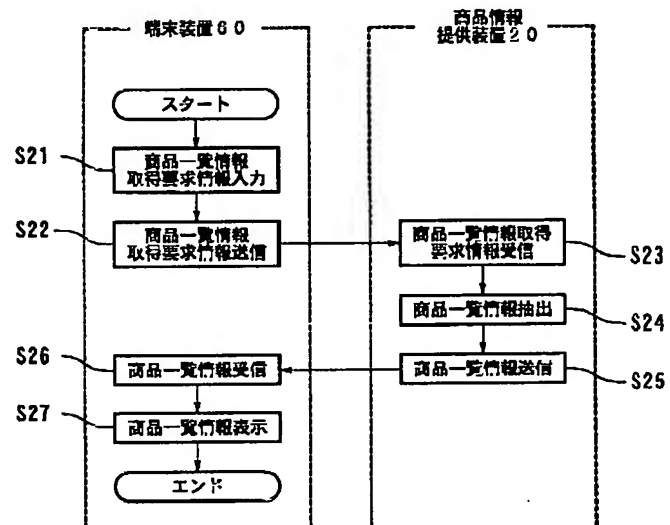 端末装置60
商品情報
提供装置20
スタート
S21
商品一覧情報
取得要求情報入力
S22
商品一覧情報
取得要求情報送信
商品一覧情報取得
要求情報受信
S23
商品一覧情報抽出
S24
商品一覧情報送信
S25
S26
商品一覧情報受信
S27
商品一覧情報表示
エンド